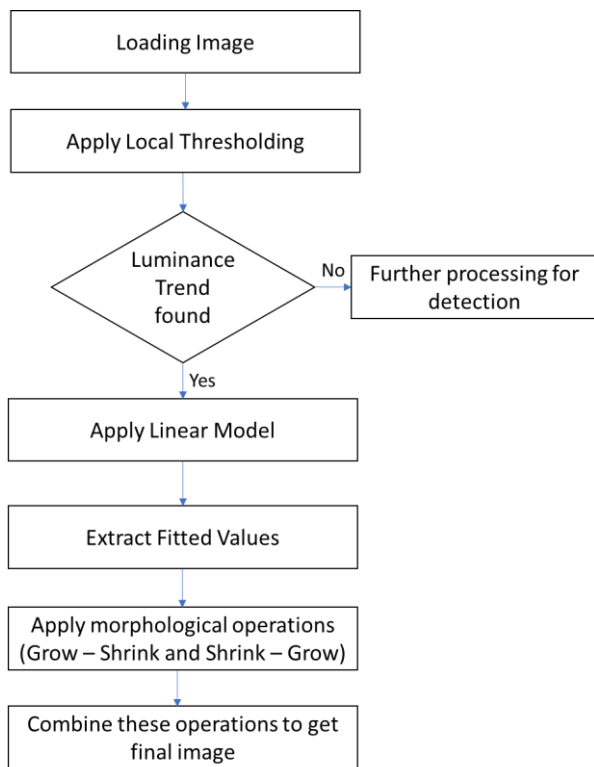 Loading Image
Apply Local Thresholding
Luminance
Trend
found
No
Further processing for
detection
Yes
Apply Linear Model
Extract Fitted Values
Apply morphological operations
(Grow – Shrink and Shrink – Grow)
Combine these operations to get
final image